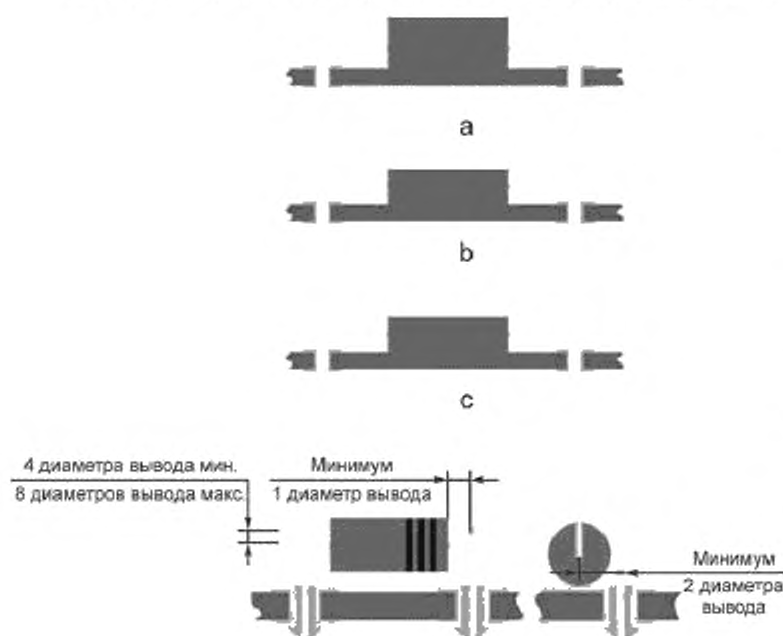 a
b
c
4 диаметра вывода мин.
8 диаметров вывода макс.
Минимум
1 диаметр вывода
Минимум
2 диаметра
вывода